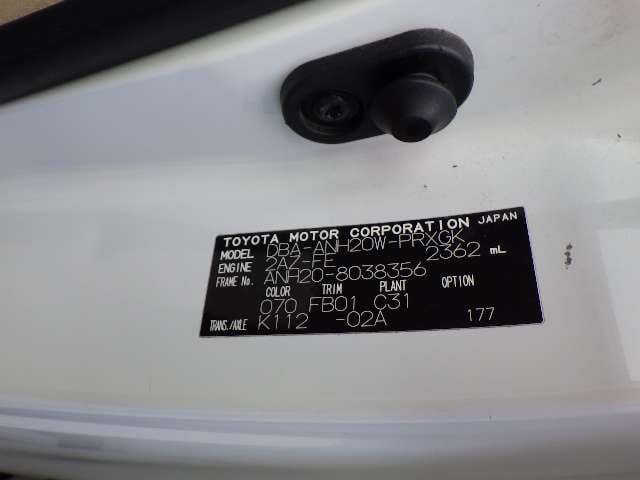 TOYOTA MOTOR CORPORATION JAPAN
MODEL DBA-ANH20W-PRXGK
ENGINE 2AZ-FE 2362 mL
FRAME No. ANH20-8038356
COLOR TRIM PLANT OPTION
070 FB01 C31
TRANS./AXLE K112 -02A 177